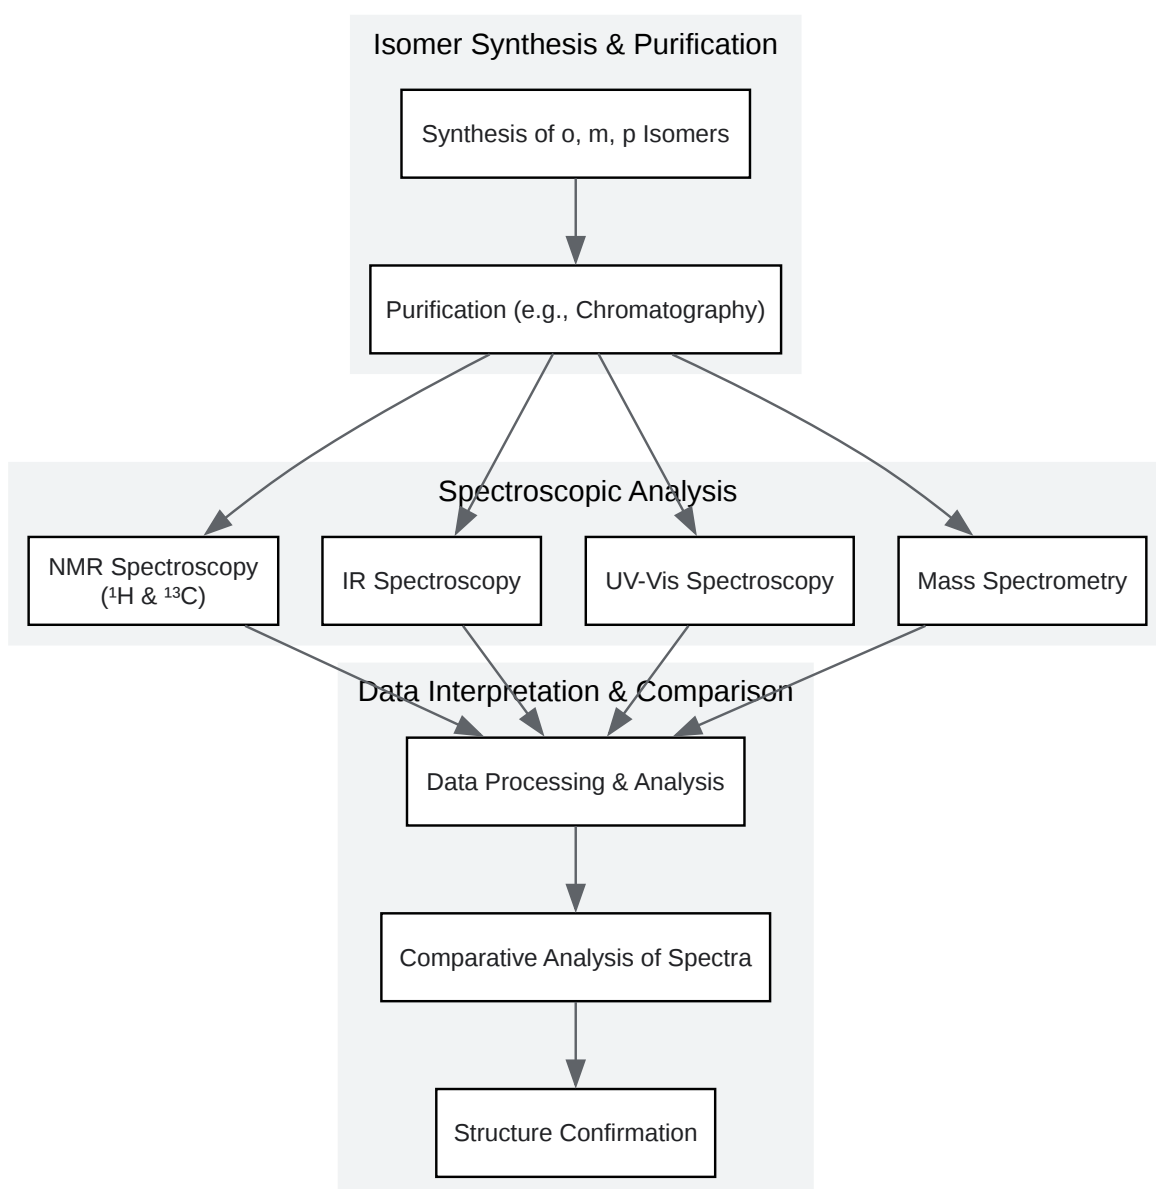 Isomer Synthesis & Purification
Synthesis of o, m, p Isomers
Purification (e.g., Chromatography)
Spectroscopic Analysis
NMR Spectroscopy
(¹H & ¹³C)
IR Spectroscopy
UV-Vis Spectroscopy
Mass Spectrometry
Data Interpretation & Comparison
Data Processing & Analysis
Comparative Analysis of Spectra
Structure Confirmation